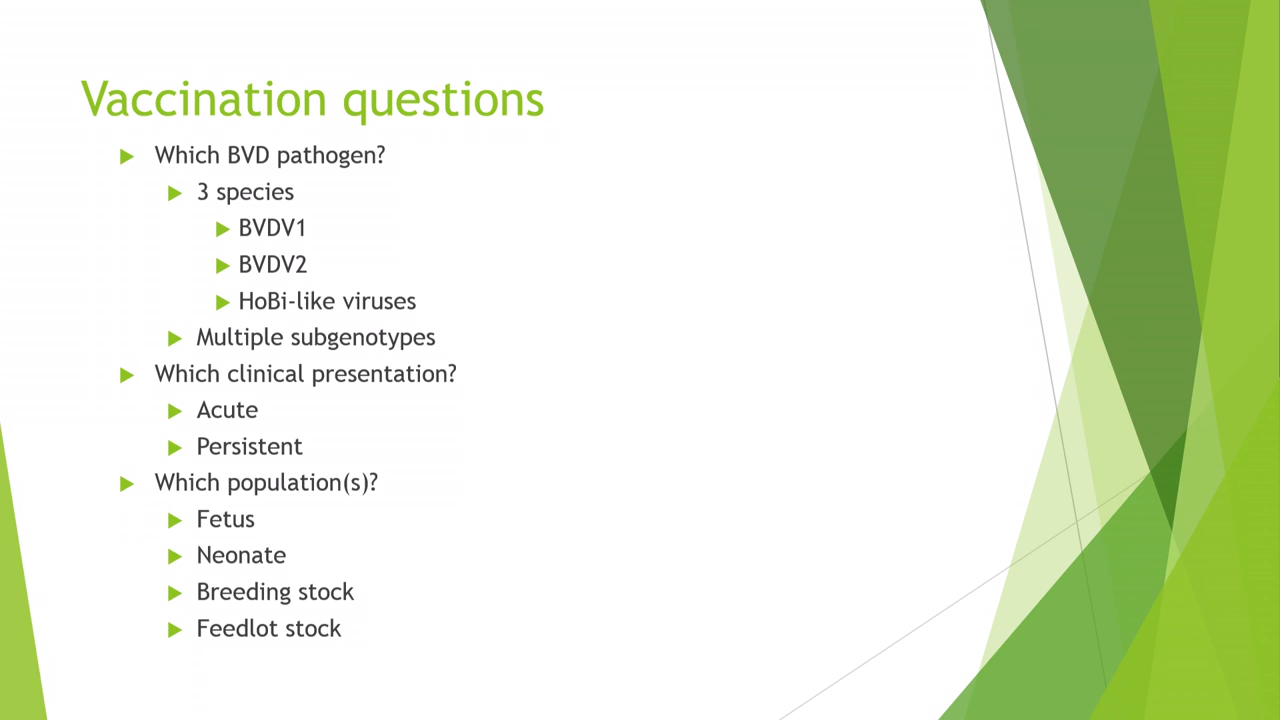 Vaccination questions
Which BVD pathogen?
3 species
BVDV1
BVDV2
HoBi-like viruses
Multiple subgenotypes
Which clinical presentation?
Acute
Persistent
Which population(s)?
Fetus
Neonate
Breeding stock
Feedlot stock